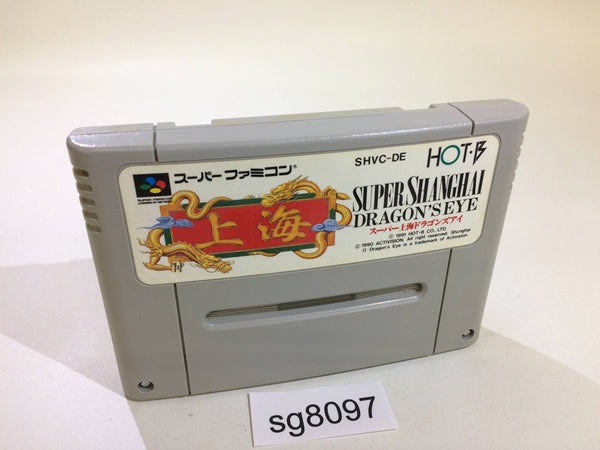 スーパーファミコン®
SHVC-DE
HOT·B
上海
SUPER SHANGHAI
DRAGON'S EYE
スーパー上海ドラゴンズアイ
© 1991 HOT-B CO., LTD.
© 1990 ACTIVISION. All right reserved. Shanghai
II Dragon's Eye is a trademark of Activision.
sg8097